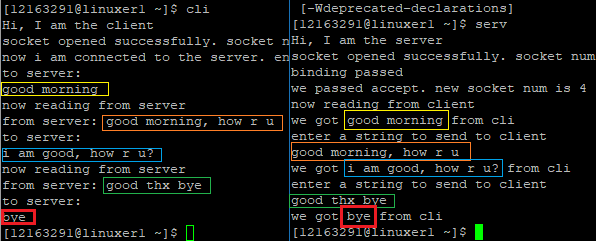 [12163291@linuxer1 ~]$ cli
Hi, I am the client
socket opened successfully. socket n
now i am connected to the server. en
to server:
good morning
now reading from server
from server: good morning, how r u
to server:
i am good, how r u?
now reading from server
from server: good thx bye
to server:
bye
[12163291@linuxer1 ~]$
[-Wdeprecated-declarations]
[12163291@linuxer1 ~]$ serv
Hi, I am the server
socket opened successfully. socket num
binding passed
we passed accept. new socket num is 4
now reading from client
we got good morning from cli
enter a string to send to client
good morning, how r u
we got i am good, how r u? from cli
enter a string to send to client
good thx bye
we got bye from cli
[12163291@linuxer1 ~]$